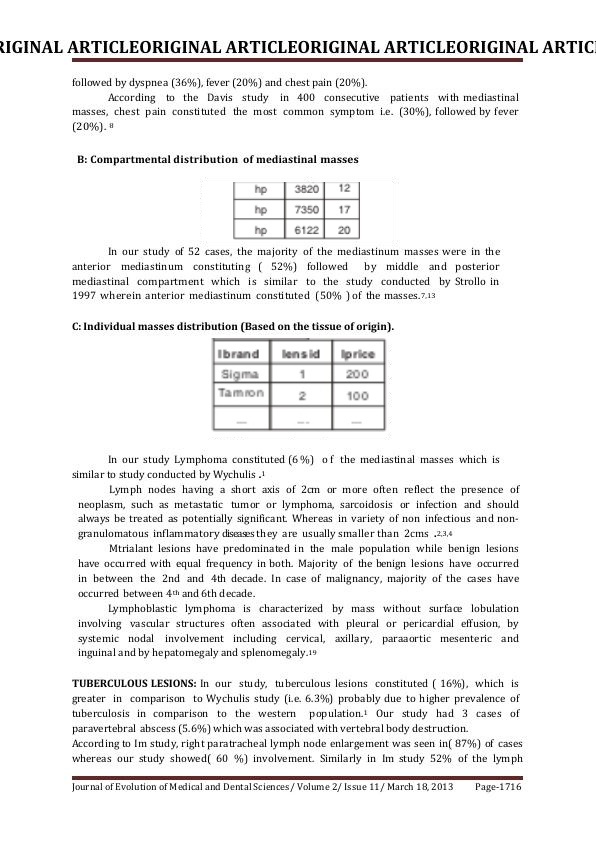 RIGINAL ARTICLEORIGINAL ARTICLEORIGINAL ARTICLEORIGINAL ARTIC
followed by dyspnea (36%), fever (20%) and chest pain (20%).
According to the Davis study in 400 consecutive patients with mediastinal
masses, chest pain constituted the most common symptom i.e. (30%), followed by fever
(20%). 8
B: Compartmental distribution of mediastinal masses
hp 3820 12
hp 7350 17
hp 6122 20
In our study of 52 cases, the majority of the mediastinum masses were in the
anterior mediastinum constituting ( 52%) followed by middle and posterior
mediastinal compartment which is similar to the study conducted by Strollo in
1997 wherein anterior mediastinum constituted (50% ) of the masses.7,13
C: Individual masses distribution (Based on the tissue of origin).
lbrand lensid lprice
Sigma 1 200
Tamron 2 100
... ... ...
In our study Lymphoma constituted (6 %) o f the mediastinal masses which is
similar to study conducted by Wychulis .1
Lymph nodes having a short axis of 2cm or more often reflect the presence of
neoplasm, such as metastatic tumor or lymphoma, sarcoidosis or infection and should
always be treated as potentially significant. Whereas in variety of non infectious and non-
granulomatous inflammatory diseases they are usually smaller than 2cms .2,3,4
Mtrialant lesions have predominated in the male population while benign lesions
have occurred with equal frequency in both. Majority of the benign lesions have occurred
in between the 2nd and 4th decade. In case of malignancy, majority of the cases have
occurred between 4th and 6th decade.
Lymphoblastic lymphoma is characterized by mass without surface lobulation
involving vascular structures often associated with pleural or pericardial effusion, by
systemic nodal involvement including cervical, axillary, paraaortic mesenteric and
inguinal and by hepatomegaly and splenomegaly.19
TUBERCULOUS LESIONS: In our study, tuberculous lesions constituted ( 16%), which is
greater in comparison to Wychulis study (i.e. 6.3%) probably due to higher prevalence of
tuberculosis in comparison to the western population.1 Our study had 3 cases of
paravertebral abscess (5.6%) which was associated with vertebral body destruction.
According to Im study, right paratracheal lymph node enlargement was seen in( 87%) of cases
whereas our study showed( 60 %) involvement. Similarly in Im study 52% of the lymph
Journal of Evolution of Medical and Dental Sciences/ Volume 2/ Issue 11/ March 18, 2013 Page-1716